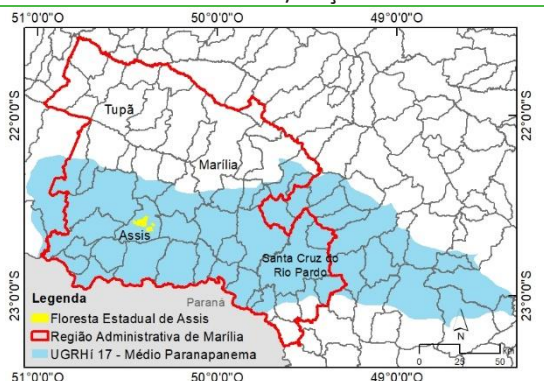 51°0'0"O
50°0'0"O
49°0'0"O
22°0'0"S
22°0'0"S
Tupã
Marília
Assis
Santa Cruz do
Rio Pardo
23°0'0"S
23°0'0"S
Legenda
Paraná
Floresta Estadual de Assis
Região Administrativa de Marília
UGRHí 17 - Médio Paranapanema
N
0 25 50
km
51°0'0"O
50°0'0"O
49°0'0"O